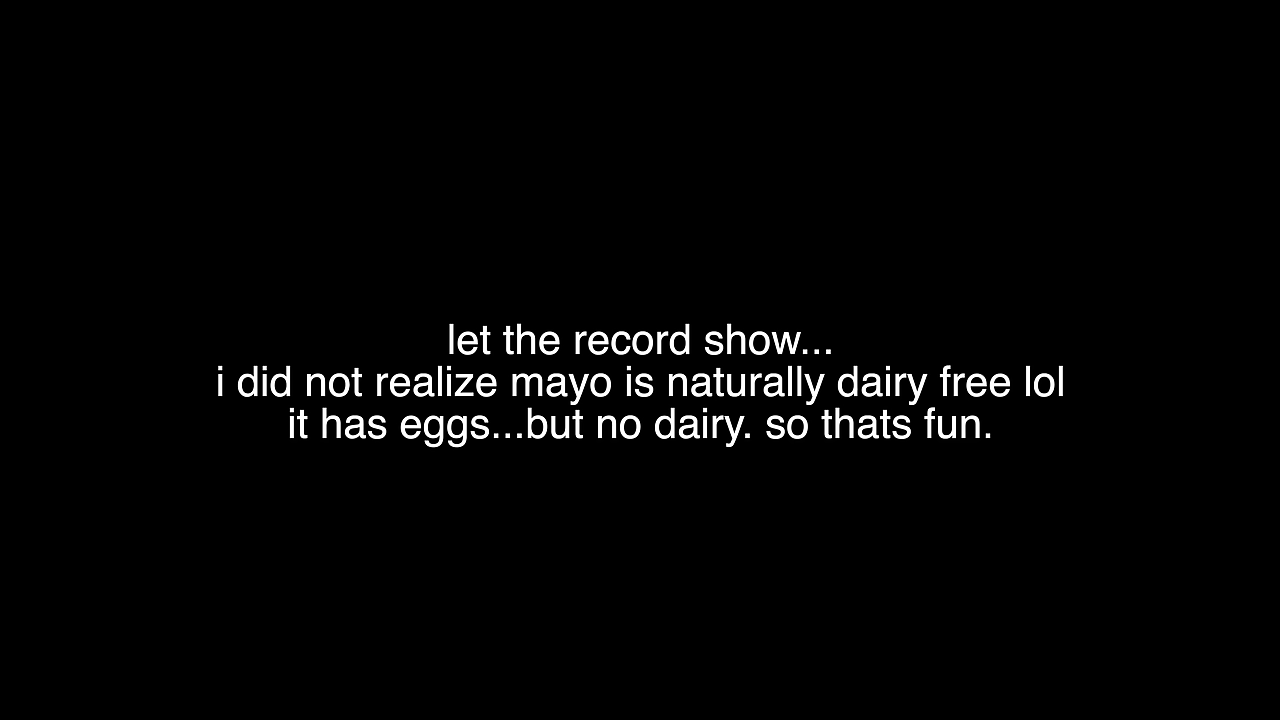 let the record show...
i did not realize mayo is naturally dairy free lol
it has eggs...but no dairy. so thats fun.